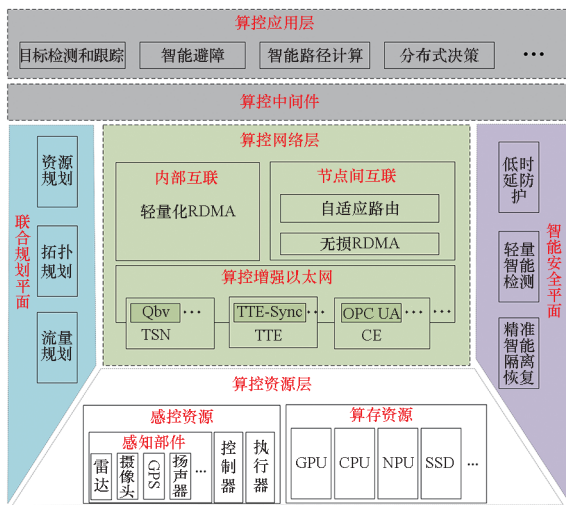 算控应用层
目标检测和跟踪
智能避障
智能路径计算
分布式决策
···
算控中间件
联合规划平面
资源
规划
拓扑
规划
流量
规划
算控网络层
内部互联
轻量化RDMA
节点间互联
自适应路由
无损RDMA
算控增强以太网
Qbv
···
TSN
TTE-Sync
···
TTE
OPC UA
···
CE
···
智能安全平面
低时
延防
护
轻量
智能
检测
精准
智能
隔离
恢复
算控资源层
感控资源
感知部件
雷达
摄像头
GPS
扬声器
···
控制器
执行器
算存资源
GPU
CPU
NPU
SSD
···